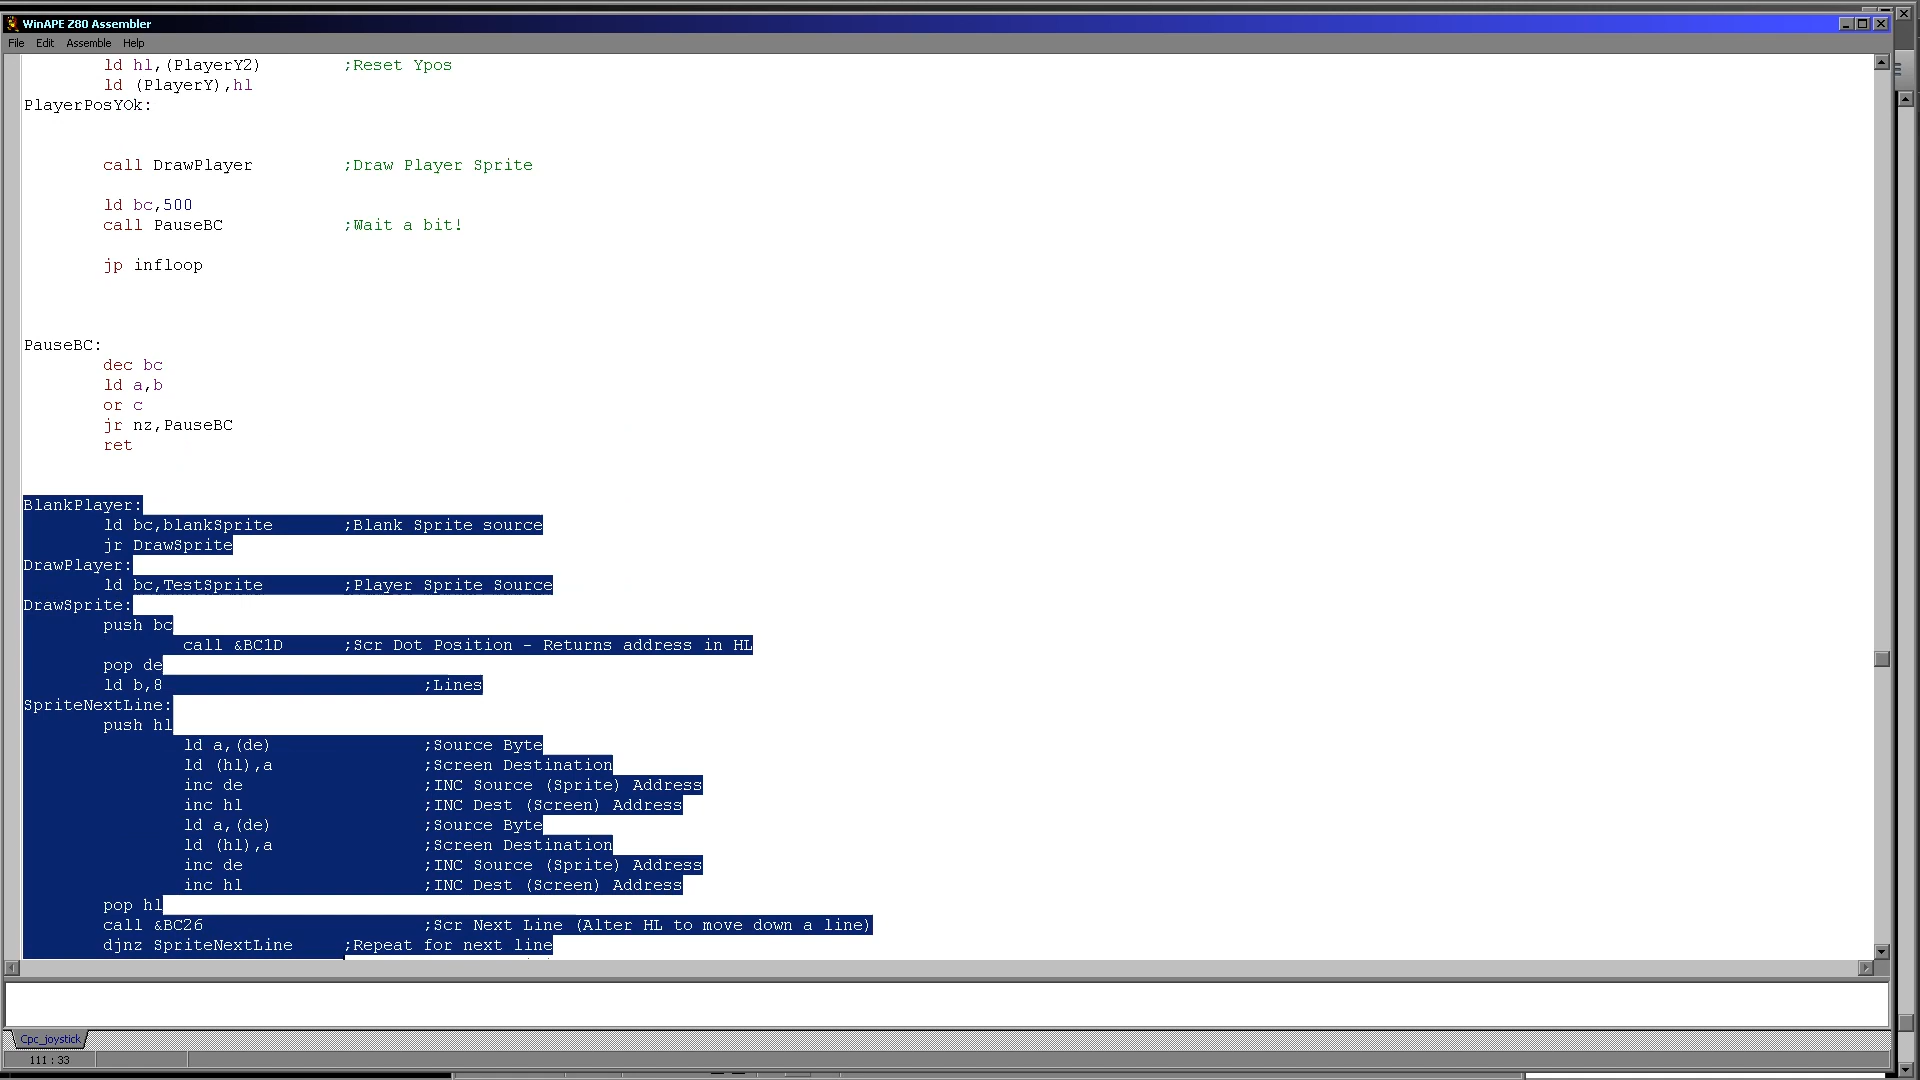 WinAPE Z80 Assembler
File Edit Assemble Help
ld hl,(PlayerY2) ;Reset Ypos
ld (PlayerY),hl
PlayerPosYOk:
call DrawPlayer ;Draw Player Sprite
ld bc,500
call PauseBC ;Wait a bit!
jp infloop
PauseBC:
dec bc
ld a,b
or c
jr nz,PauseBC
ret
BlankPlayer:
ld bc,blankSprite ;Blank Sprite source
jr DrawSprite
DrawPlayer:
ld bc,TestSprite ;Player Sprite Source
DrawSprite:
push bc
call &BC1D ;Scr Dot Position - Returns address in HL
pop de
ld b,8 ;Lines
SpriteNextLine:
push hl
ld a,(de) ;Source Byte
ld (hl),a ;Screen Destination
inc de ;INC Source (Sprite) Address
inc hl ;INC Dest (Screen) Address
ld a,(de) ;Source Byte
ld (hl),a ;Screen Destination
inc de ;INC Source (Sprite) Address
inc hl ;INC Dest (Screen) Address
pop hl
call &BC26 ;Scr Next Line (Alter HL to move down a line)
djnz SpriteNextLine ;Repeat for next line
Cpc_joystick
111 : 33